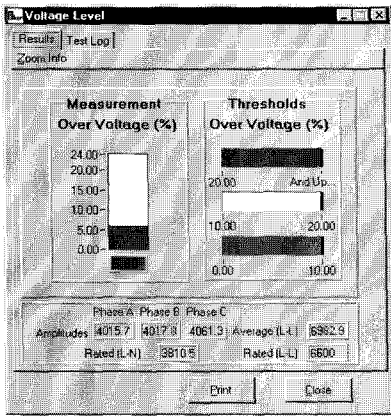 Voltage Level
Results Test Log
Zoom Info
Measurement
Over Voltage (%)
24.00
20.00
15.00
10.00
5.00
0.00
Thresholds
Over Voltage (%)
20.00 And Up
10.00 20.00
0.00 10.00
Phase A Phase B Phase C
Amplitudes 4015.7 4017.8 4061.3 Average (L-L) 6982.9
Rated (L-N) 3810.5 Rated (L-L) 6600
Print Close